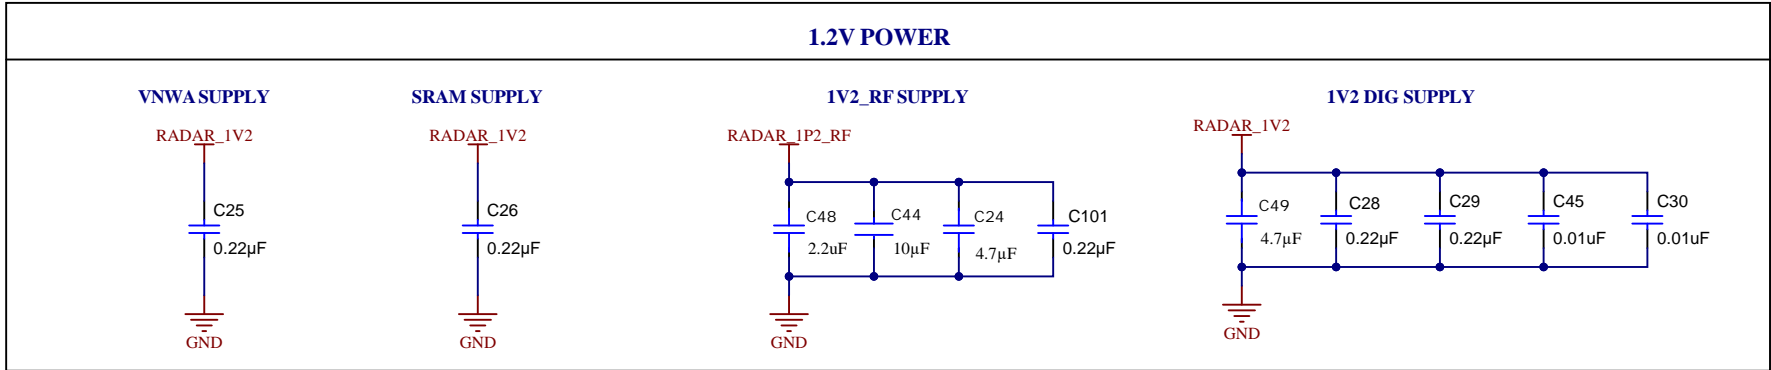 1.2V POWER
VNWA SUPPLY
SRAM SUPPLY
1V2_RF SUPPLY
1V2 DIG SUPPLY
RADAR_1V2
RADAR_1V2
RADAR_1P2_RF
RADAR_1V2
C25
0.22µF
GND
C26
0.22µF
GND
C48
2.2uF
C44
10µF
C24
4.7µF
C101
0.22µF
GND
C49
4.7µF
C28
0.22µF
C29
0.22µF
C45
0.01uF
C30
0.01uF
GND